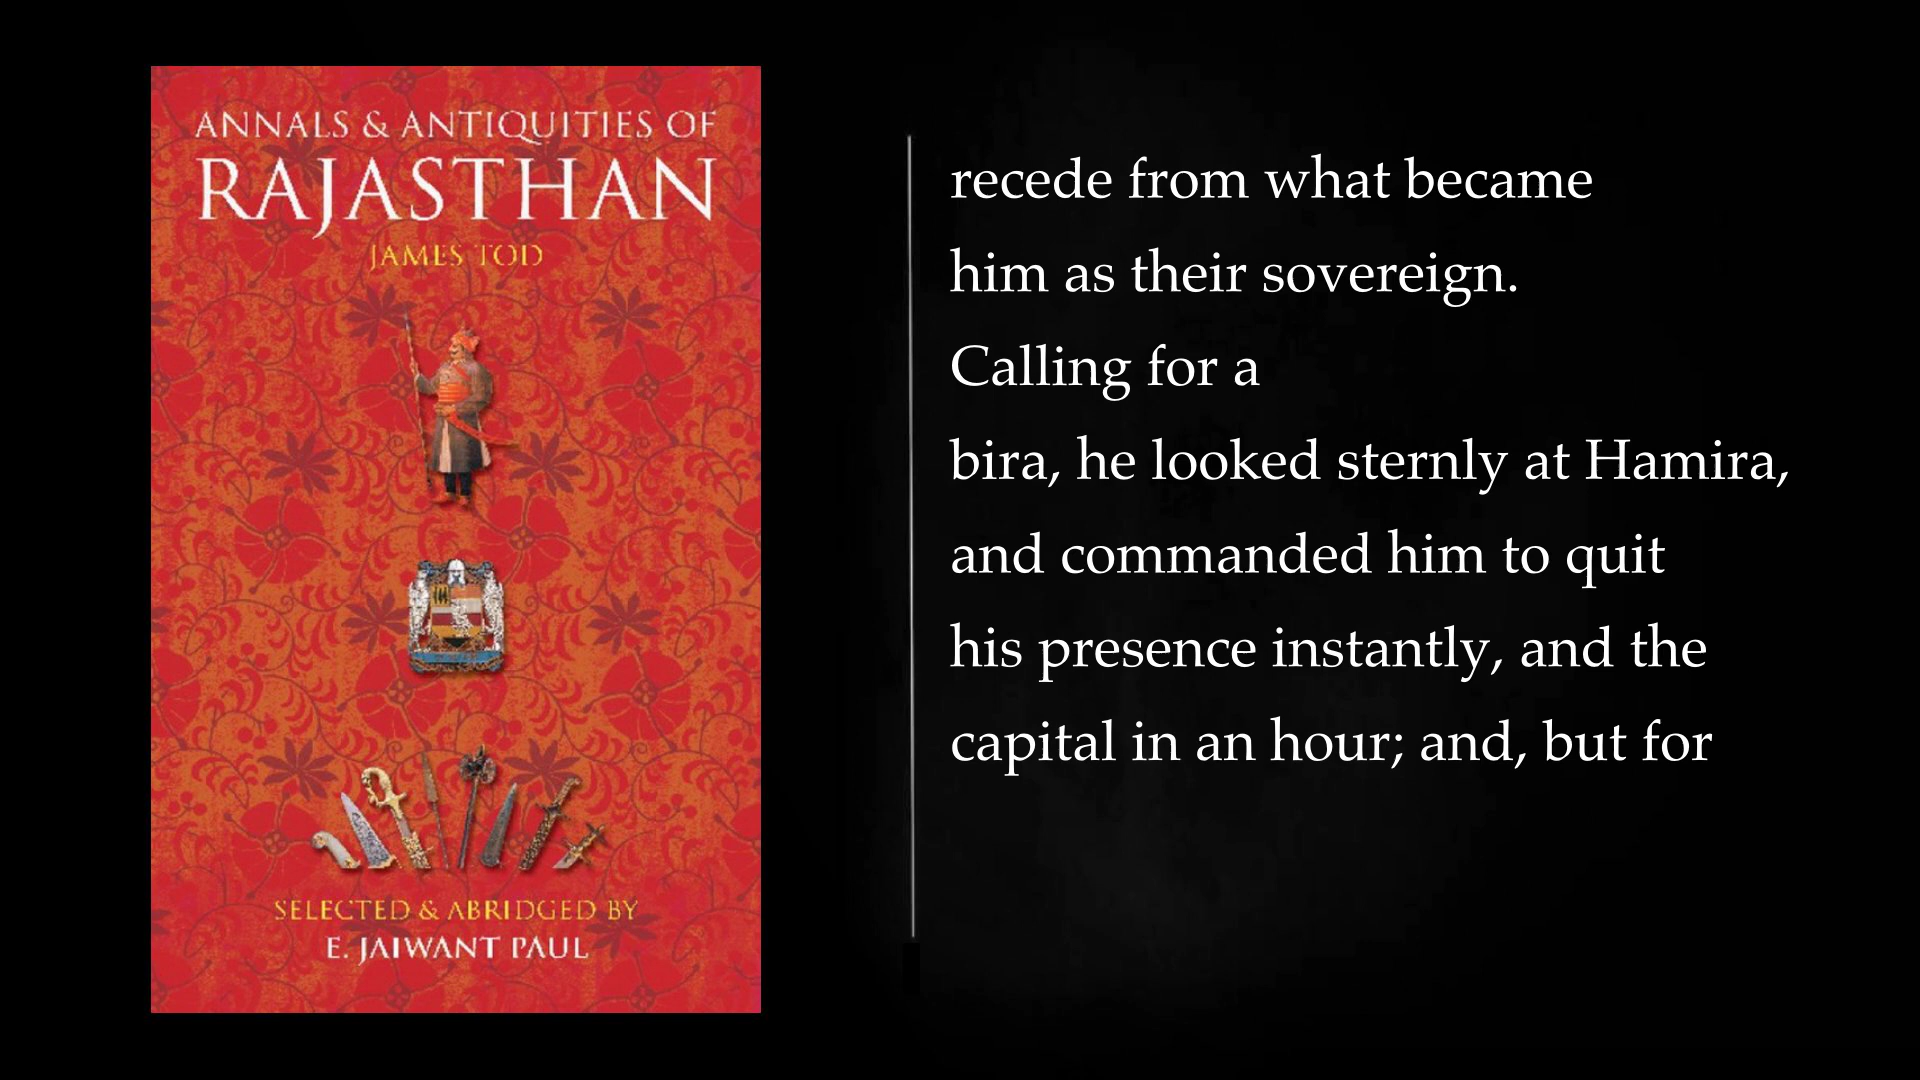 ANNALS & ANTIQUITIES OF
RAJASTHAN
JAMES TOD
SELECTED & ABRIDGED BY
E. JAIWANT PAUL
recede from what became
him as their sovereign.
Calling for a
bira, he looked sternly at Hamira,
and commanded him to quit
his presence instantly, and the
capital in an hour; and, but for